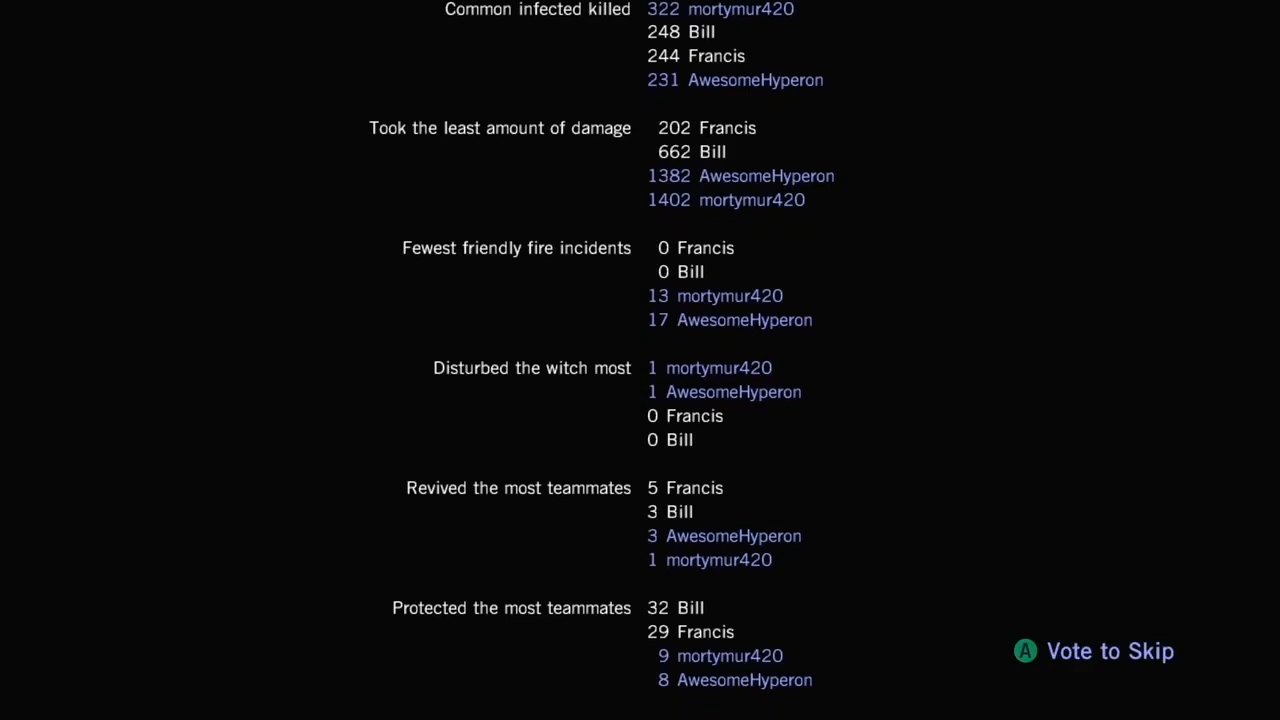 Common infected killed 322 mortymur420
248 Bill
244 Francis
231 AwesomeHyperon
Took the least amount of damage 202 Francis
662 Bill
1382 AwesomeHyperon
1402 mortymur420
Fewest friendly fire incidents 0 Francis
0 Bill
13 mortymur420
17 AwesomeHyperon
Disturbed the witch most 1 mortymur420
1 AwesomeHyperon
0 Francis
0 Bill
Revived the most teammates 5 Francis
3 Bill
3 AwesomeHyperon
1 mortymur420
Protected the most teammates 32 Bill
29 Francis
9 mortymur420
8 AwesomeHyperon
A Vote to Skip